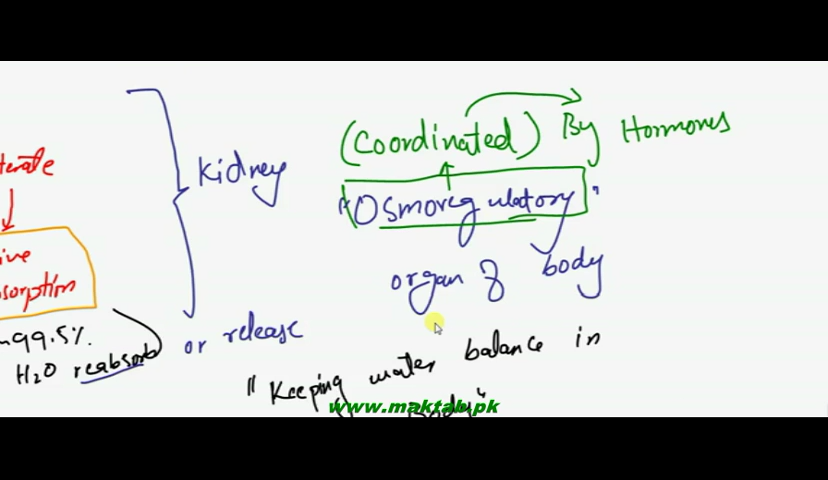 (Coordinated) By Hormones
Kidney
"Osmoregulatory"
organ of body
or release
~99.5%
H2O reabsorb
"Keeping water balance in
Body"
www.maktab.pk